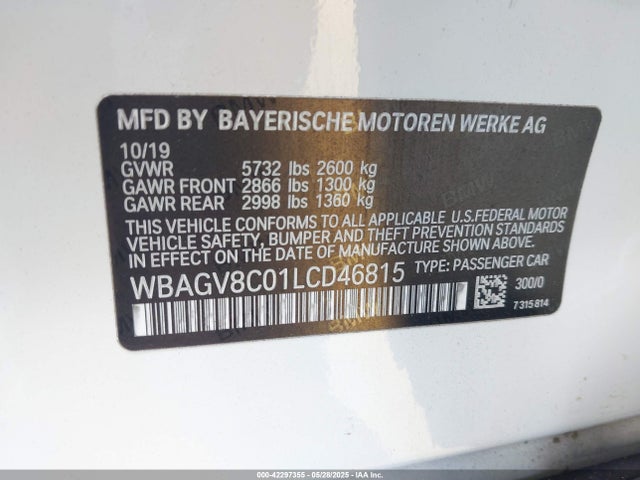 MFD BY BAYERISCHE MOTOREN WERKE AG
10/19
GVWR 5732 lbs 2600 kg
GAWR FRONT 2866 lbs 1300 kg
GAWR REAR 2998 lbs 1360 kg
THIS VEHICLE CONFORMS TO ALL APPLICABLE U.S.FEDERAL MOTOR
VEHICLE SAFETY, BUMPER AND THEFT PREVENTION STANDARDS
IN EFFECT ON THE DATE OF MANUFACTURE SHOWN ABOVE.
WBAGV8C01LCD46815 TYPE: PASSENGER CAR
300/0
7315814
000-42297355 - 05/28/2025 - IAAI CHICAGO